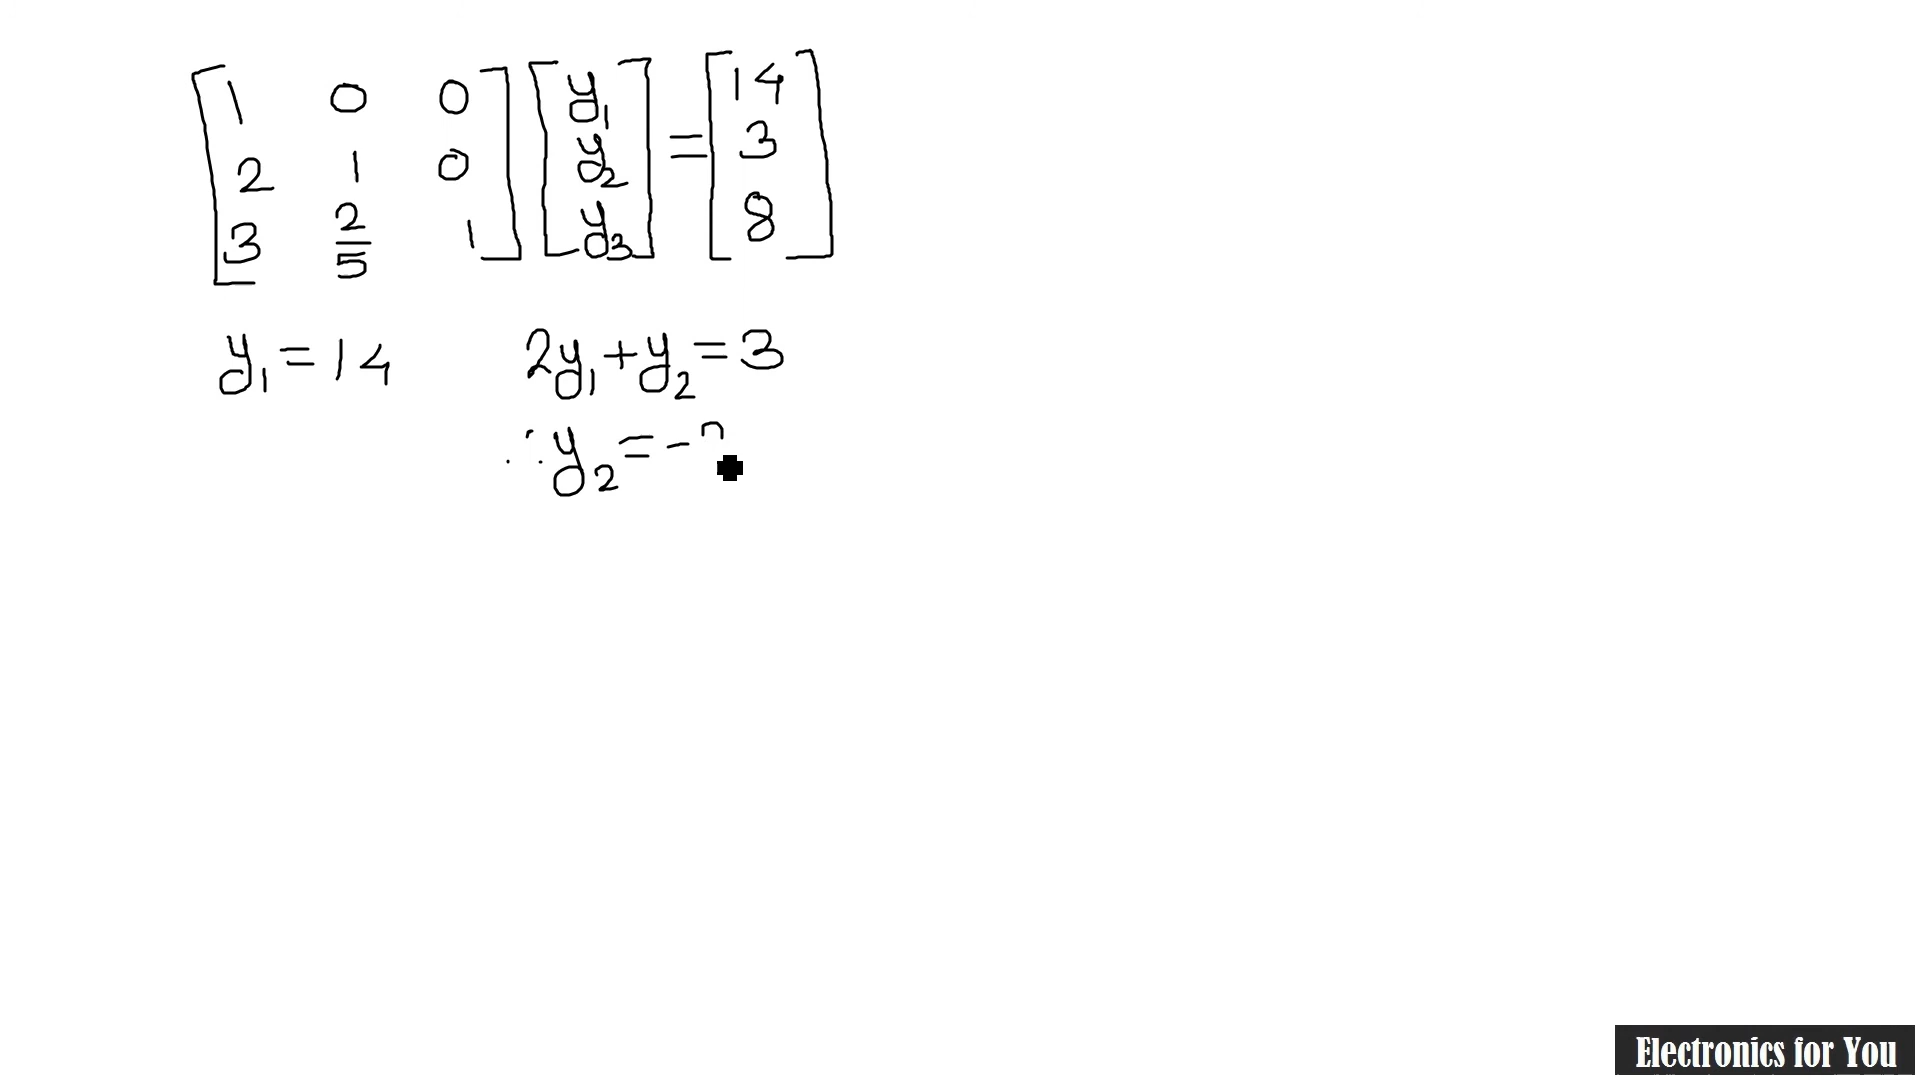 [1 0 0] [y₁] = [14]
[2 1 0] [y₂] [3]
[3 2/5 1] [y₃] [8]
y₁ = 14 2y₁ + y₂ = 3
∴ y₂ = -
Electronics for You